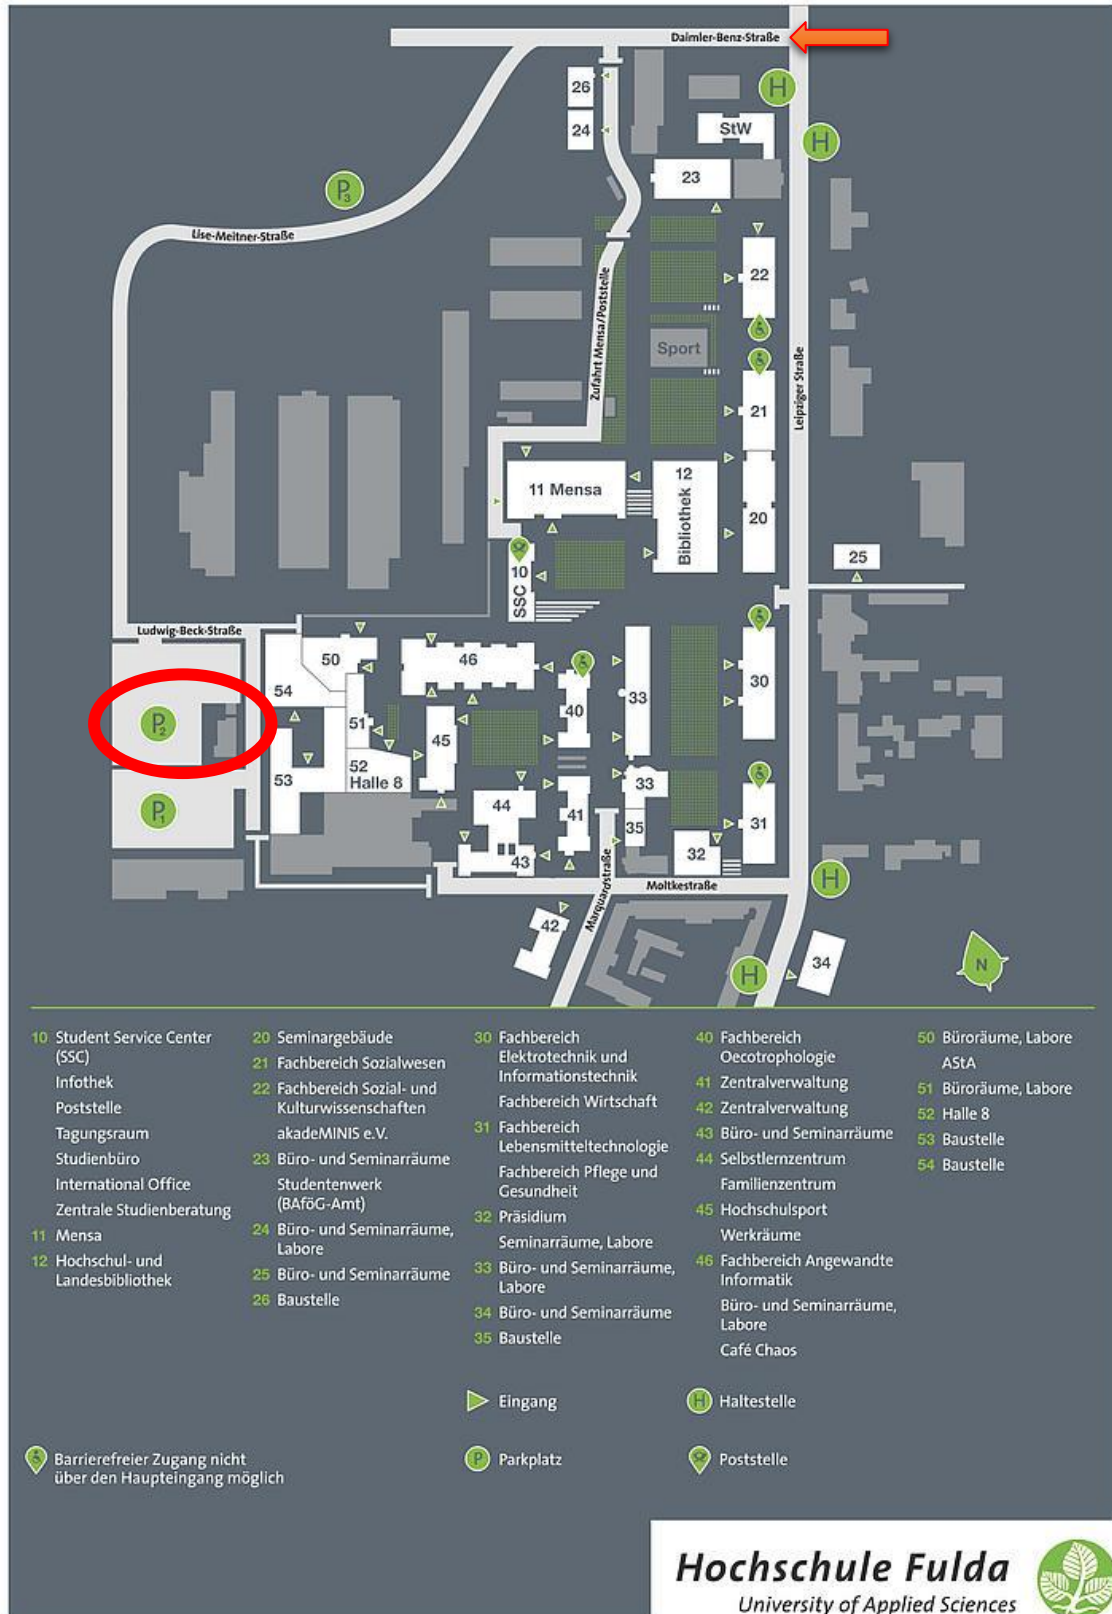 Daimler-Benz-Straße
H
26
24
StW
H
23
P3
Lise-Meitner-Straße
22
Zufahrt Mensa/Poststelle
Sport
Leipziger Straße
21
11 Mensa
12
Bibliothek
20
SSC 10
25
Ludwig-Beck-Straße
50
46
54
30
33
40
P2
51
45
53
52
Halle 8
P1
44
41
33
35
31
43
32
Moltkestraße
H
Marquardstraße
42
34
H
N
10 Student Service Center
(SSC)
Infothek
Poststelle
Tagungsraum
Studienbüro
International Office
Zentrale Studienberatung
11 Mensa
12 Hochschul- und
Landesbibliothek
20 Seminargebäude
21 Fachbereich Sozialwesen
22 Fachbereich Sozial- und
Kulturwissenschaften
akadeMINIS e.V.
23 Büro- und Seminarräume
Studentenwerk
(BAföG-Amt)
24 Büro- und Seminarräume,
Labore
25 Büro- und Seminarräume
26 Baustelle
30 Fachbereich
Elektrotechnik und
Informationstechnik
Fachbereich Wirtschaft
31 Fachbereich
Lebensmitteltechnologie
Fachbereich Pflege und
Gesundheit
32 Präsidium
Seminarräume, Labore
33 Büro- und Seminarräume,
Labore
34 Büro- und Seminarräume
35 Baustelle
40 Fachbereich
Oecotrophologie
41 Zentralverwaltung
42 Zentralverwaltung
43 Büro- und Seminarräume
44 Selbstlernzentrum
Familienzentrum
45 Hochschulsport
Werkräume
46 Fachbereich Angewandte
Informatik
Büro- und Seminarräume,
Labore
Café Chaos
50 Büroräume, Labore
AStA
51 Büroräume, Labore
52 Halle 8
53 Baustelle
54 Baustelle
Eingang
H Haltestelle
Barrierefreier Zugang nicht
über den Haupteingang möglich
P Parkplatz
Poststelle
Hochschule Fulda
University of Applied Sciences